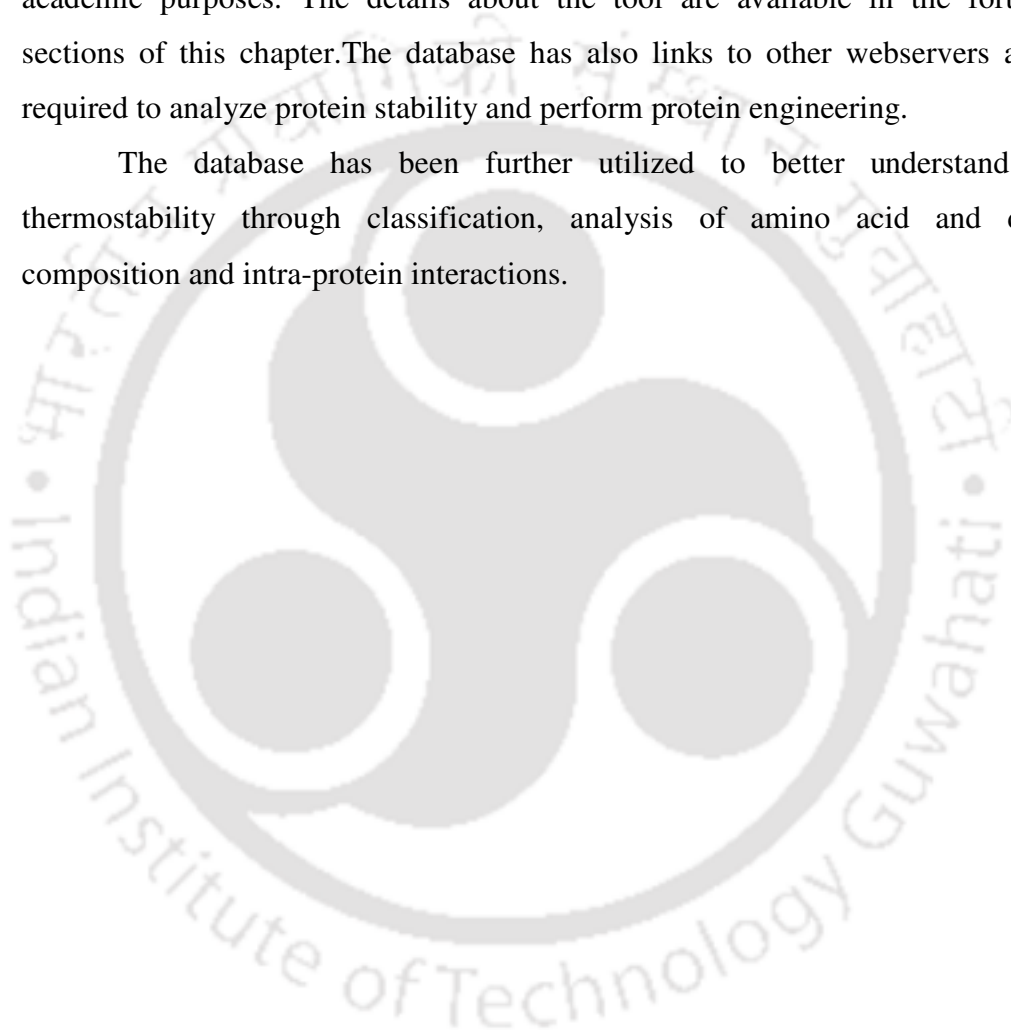 academic purposes. The details about the tool are available in the
sections of this chapter.The database has also links to other webservers
required to analyze protein stability and perform protein engineering.
The database has been further utilized to better understand
thermostability through classification, analysis of amino acid and
composition and intra-protein interactions.
Indian Institute of Technology Guwahati